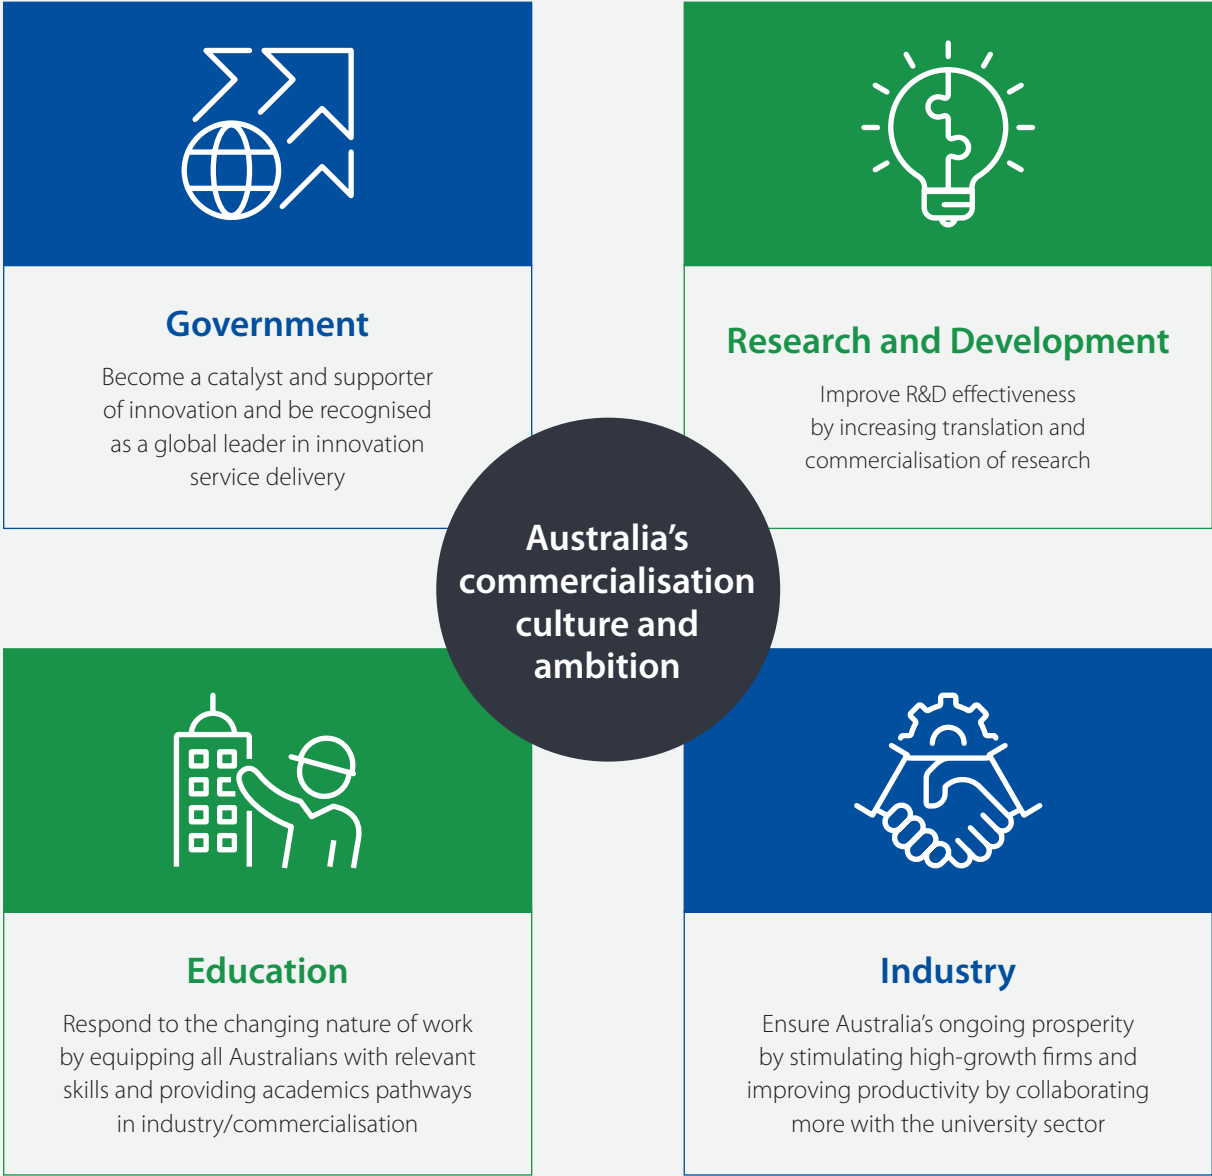 Government
Become a catalyst and supporter
of innovation and be recognised
as a global leader in innovation
service delivery
Research and Development
Improve R&D effectiveness
by increasing translation and
commercialisation of research
Australia's
commercialisation
culture and
ambition
Education
Respond to the changing nature of work
by equipping all Australians with relevant
skills and providing academics pathways
in industry/commercialisation
Industry
Ensure Australia's ongoing prosperity
by stimulating high-growth firms and
improving productivity by collaborating
more with the university sector